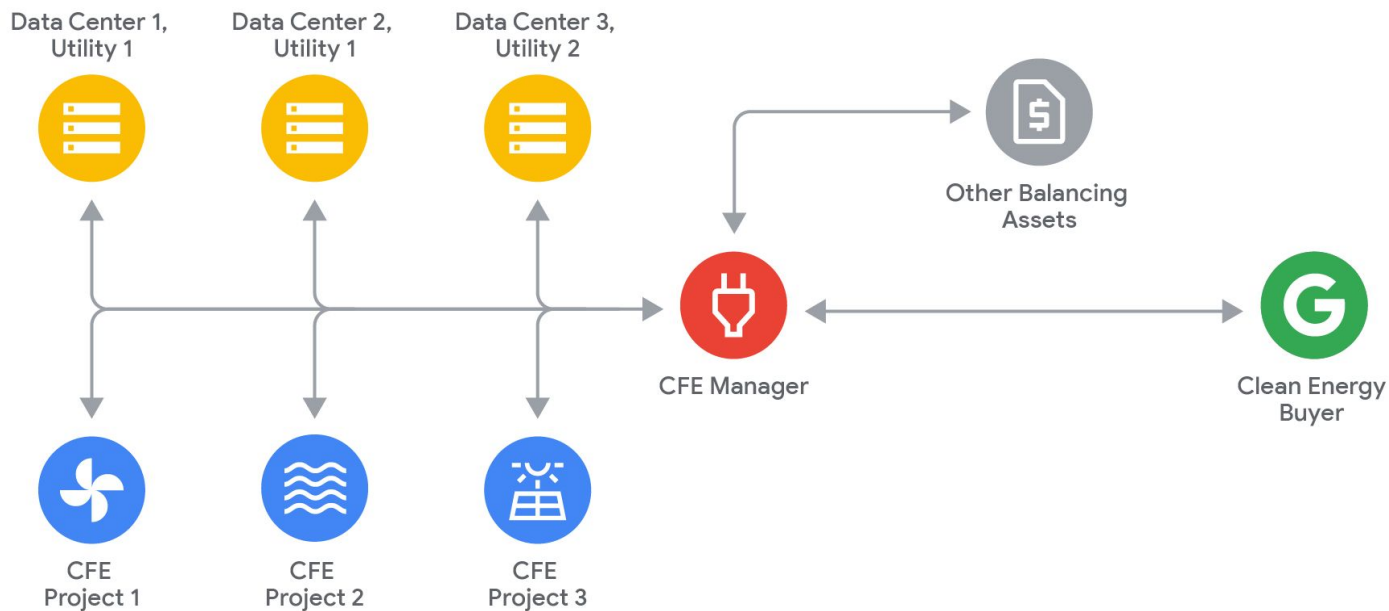 Data Center 1,
Utility 1
Data Center 2,
Utility 1
Data Center 3,
Utility 2
$
Other Balancing
Assets
CFE Manager
G
Clean Energy
Buyer
CFE
Project 1
CFE
Project 2
CFE
Project 3